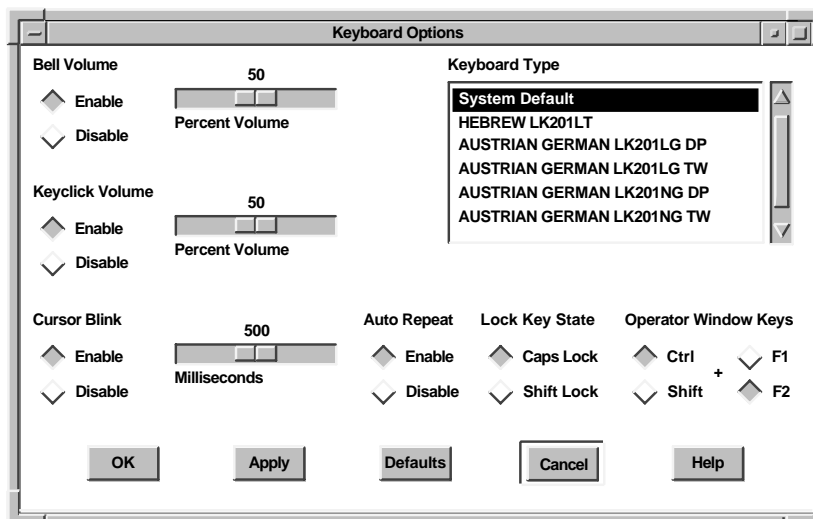 Keyboard Options
Bell Volume
Enable
Disable
50
Percent Volume
Keyboard Type
System Default
HEBREW LK201LT
AUSTRIAN GERMAN LK201LG DP
AUSTRIAN GERMAN LK201LG TW
AUSTRIAN GERMAN LK201NG DP
AUSTRIAN GERMAN LK201NG TW
Keyclick Volume
Enable
Disable
50
Percent Volume
Cursor Blink
Enable
Disable
500
Milliseconds
Auto Repeat
Enable
Disable
Lock Key State
Caps Lock
Shift Lock
Operator Window Keys
Ctrl
Shift
+
F1
F2
OK
Apply
Defaults
Cancel
Help